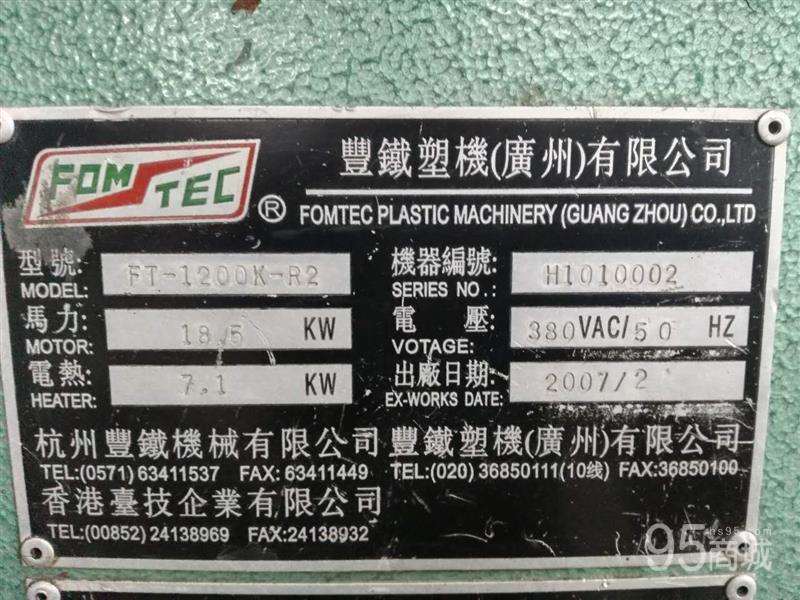 FOMTEC ®
豐鐵塑機(廣州)有限公司
FOMTEC PLASTIC MACHINERY (GUANG ZHOU) CO.,LTD
型號: FT-1200K-R2 機器編號: H1010002
MODEL: SERIES NO.:
馬力: 18.5 KW 電 壓: 380VAC/50 HZ
MOTOR: VOTAGE:
電熱: 7.1 KW 出廠日期: 2007/2
HEATER: EX-WORKS DATE:
杭州豐鐵機械有限公司 豐鐵塑機(廣州)有限公司
TEL:(0571) 63411537 FAX: 63411449 TEL:(020) 36850111(10线) FAX:36850100
香港臺技企業有限公司
TEL:(00852) 24138969 FAX:24138932
95商城